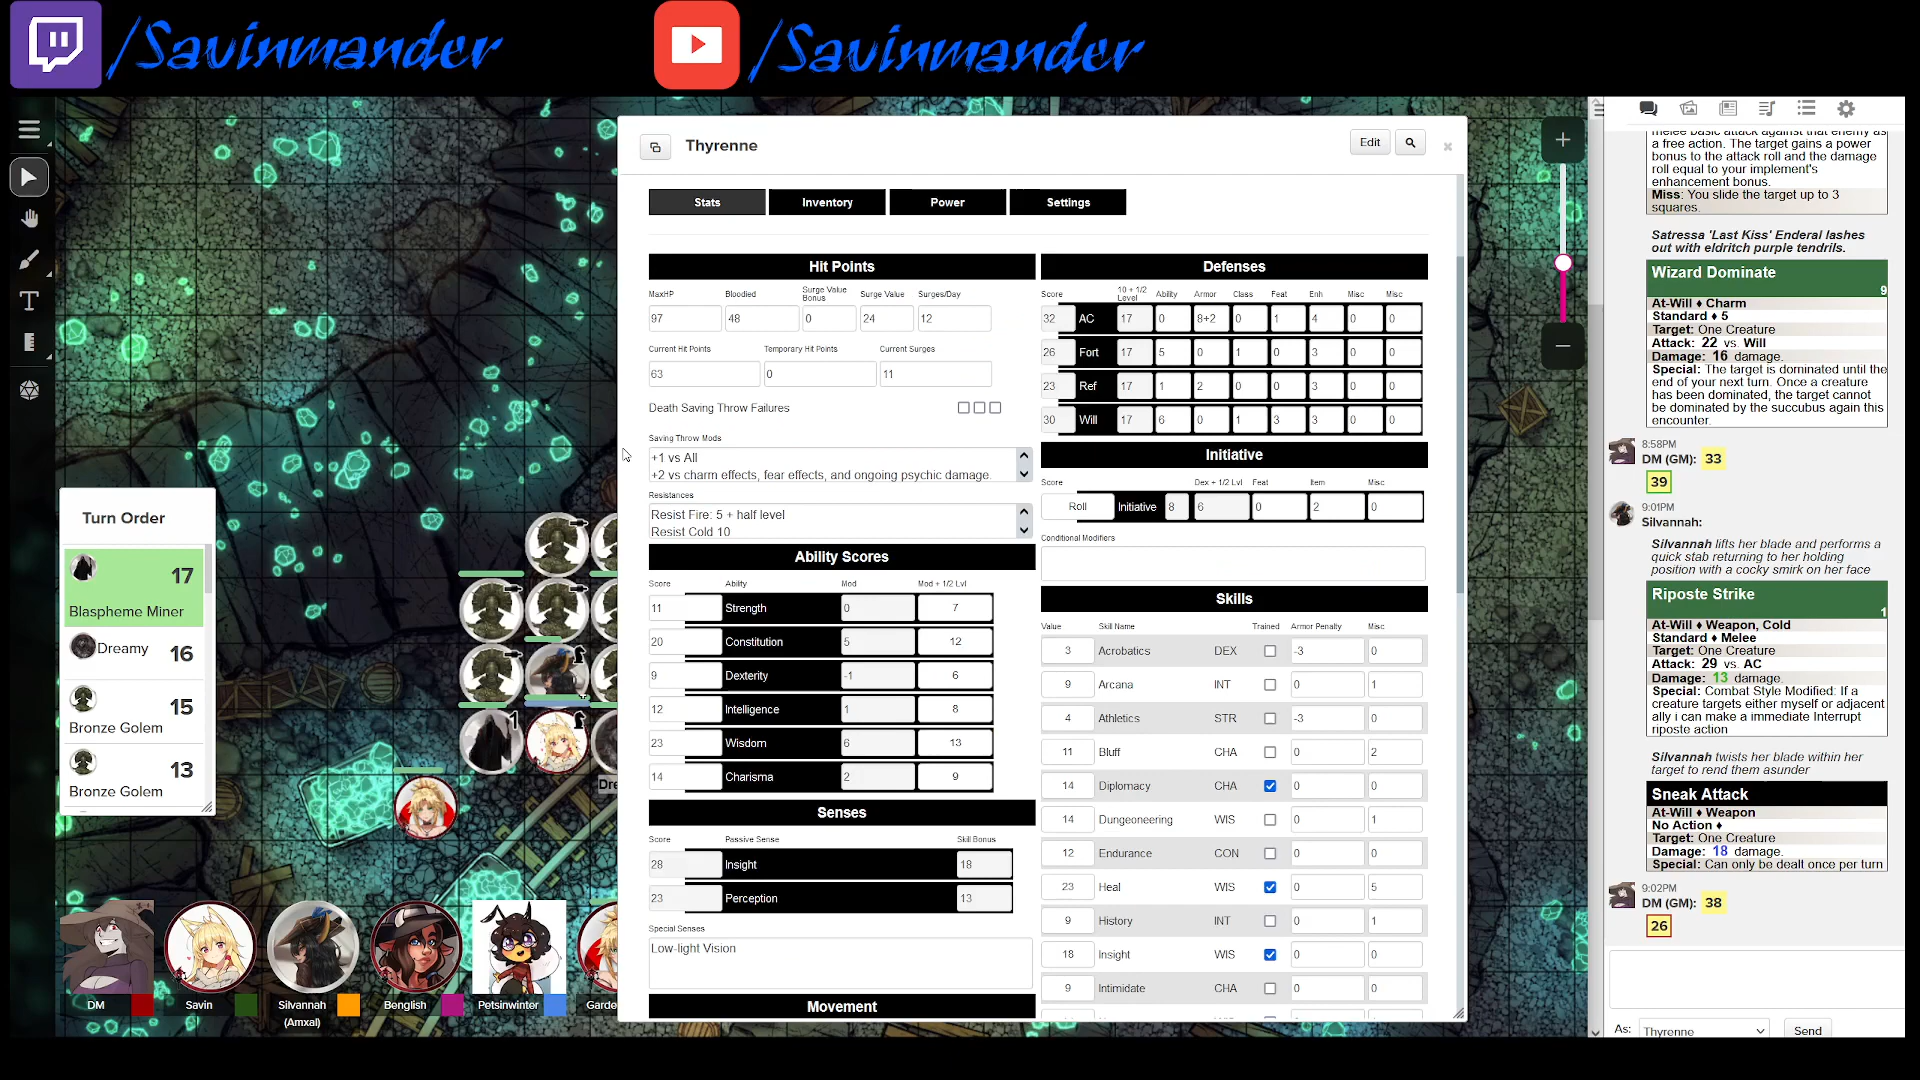 /Savinmander
/Savinmander
Thyrenne
Edit
Stats
Inventory
Power
Settings
Hit Points
MaxHP
Bloodied
Surge Value Bonus
Surge Value
Surges/Day
97
48
0
24
12
Current Hit Points
Temporary Hit Points
Current Surges
63
0
11
Death Saving Throw Failures
Saving Throw Mods
+1 vs All
+2 vs charm effects, fear effects, and ongoing psychic damage.
Resistances
Resist Fire: 5 + half level
Resist Cold 10
Ability Scores
Score Ability Mod Mod + 1/2 Lvl
11 Strength 0 7
20 Constitution 5 12
9 Dexterity -1 6
12 Intelligence 1 8
23 Wisdom 6 13
14 Charisma 2 9
Senses
Score Passive Sense Skill Bonus
28 Insight 18
23 Perception 13
Special Senses
Low-light Vision
Movement
Defenses
Score 10 + 1/2 Level Ability Armor Class Feat Enh Misc Misc
32 AC 17 0 8+2 0 1 4 0 0
26 Fort 17 5 0 1 0 3 0 0
23 Ref 17 1 2 0 0 3 0 0
30 Will 17 6 0 1 3 3 0 0
Initiative
Score Dex + 1/2 Lvl Feat Item Misc
Roll Initiative 8 6 0 2 0
Conditional Modifiers
Skills
Value Skill Name Trained Armor Penalty Misc
3 Acrobatics DEX -3 0
9 Arcana INT 0 1
4 Athletics STR -3 0
11 Bluff CHA 0 2
14 Diplomacy CHA 0 0
14 Dungeoneering WIS 0 1
12 Endurance CON 0 0
23 Heal WIS 0 5
9 History INT 0 1
18 Insight WIS 0 0
9 Intimidate CHA 0 0
Turn Order
17
Blaspheme Miner
Dreamy 16
15
Bronze Golem
13
Bronze Golem
1
Dre
DM
Savin
Silvannah
(Amxal)
Benglish
Petsinwinter
Garde
melee basic attack against that enemy as
a free action. The target gains a power
bonus to the attack roll and the damage
roll equal to your implement's
enhancement bonus.
Miss: You slide the target up to 3
squares.
Satressa 'Last Kiss' Enderal lashes
out with eldritch purple tendrils.
Wizard Dominate
9
At-Will ♦ Charm
Standard ♦ 5
Target: One Creature
Attack: 22 vs. Will
Damage: 16 damage.
Special: The target is dominated until the
end of your next turn. Once a creature
has been dominated, the target cannot
be dominated by the succubus again this
encounter.
8:58PM
DM (GM): 33
39
9:01PM
Silvannah:
Silvannah lifts her blade and performs a
quick stab returning to her holding
position with a cocky smirk on her face
Riposte Strike
1
At-Will ♦ Weapon, Cold
Standard ♦ Melee
Target: One Creature
Attack: 29 vs. AC
Damage: 13 damage.
Special: Combat Style Modified: If a
creature targets either myself or adjacent
ally i can make a immediate Interrupt
riposte action
Silvannah twists her blade within her
target to rend them asunder
Sneak Attack
At-Will ♦ Weapon
No Action ♦
Target: One Creature
Damage: 18 damage.
Special: Can only be dealt once per turn
9:02PM
DM (GM): 38
26
As: Thyrenne
Send